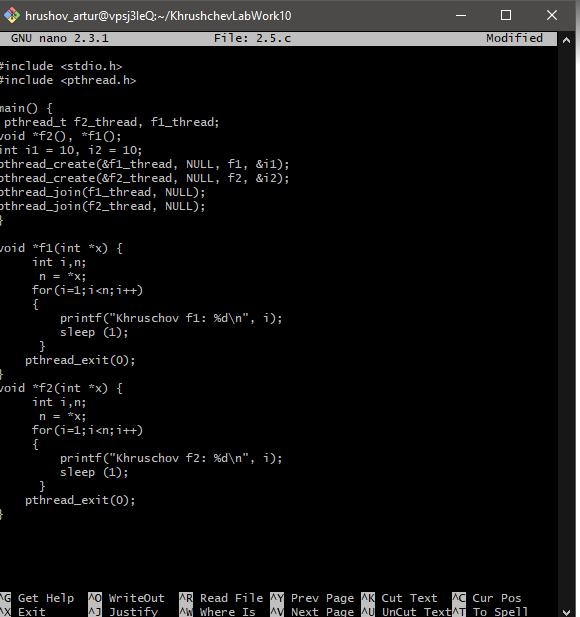 hrushov_artur@vpsj3leQ:~/KhrushchevLabWork10
GNU nano 2.3.1 File: 2.5.c Modified
#include <stdio.h>
#include <pthread.h>
main() {
pthread_t f2_thread, f1_thread;
void *f2(), *f1();
int i1 = 10, i2 = 10;
pthread_create(&f1_thread, NULL, f1, &i1);
pthread_create(&f2_thread, NULL, f2, &i2);
pthread_join(f1_thread, NULL);
pthread_join(f2_thread, NULL);
}
void *f1(int *x) {
int i,n;
n = *x;
for(i=1;i<n;i++)
{
printf("Khruschov f1: %d\n", i);
sleep (1);
}
pthread_exit(0);
}
void *f2(int *x) {
int i,n;
n = *x;
for(i=1;i<n;i++)
{
printf("Khruschov f2: %d\n", i);
sleep (1);
}
pthread_exit(0);
}
^G Get Help ^O WriteOut ^R Read File ^Y Prev Page ^K Cut Text ^C Cur Pos
^X Exit ^J Justify ^W Where Is ^V Next Page ^U UnCut Text ^T To Spell